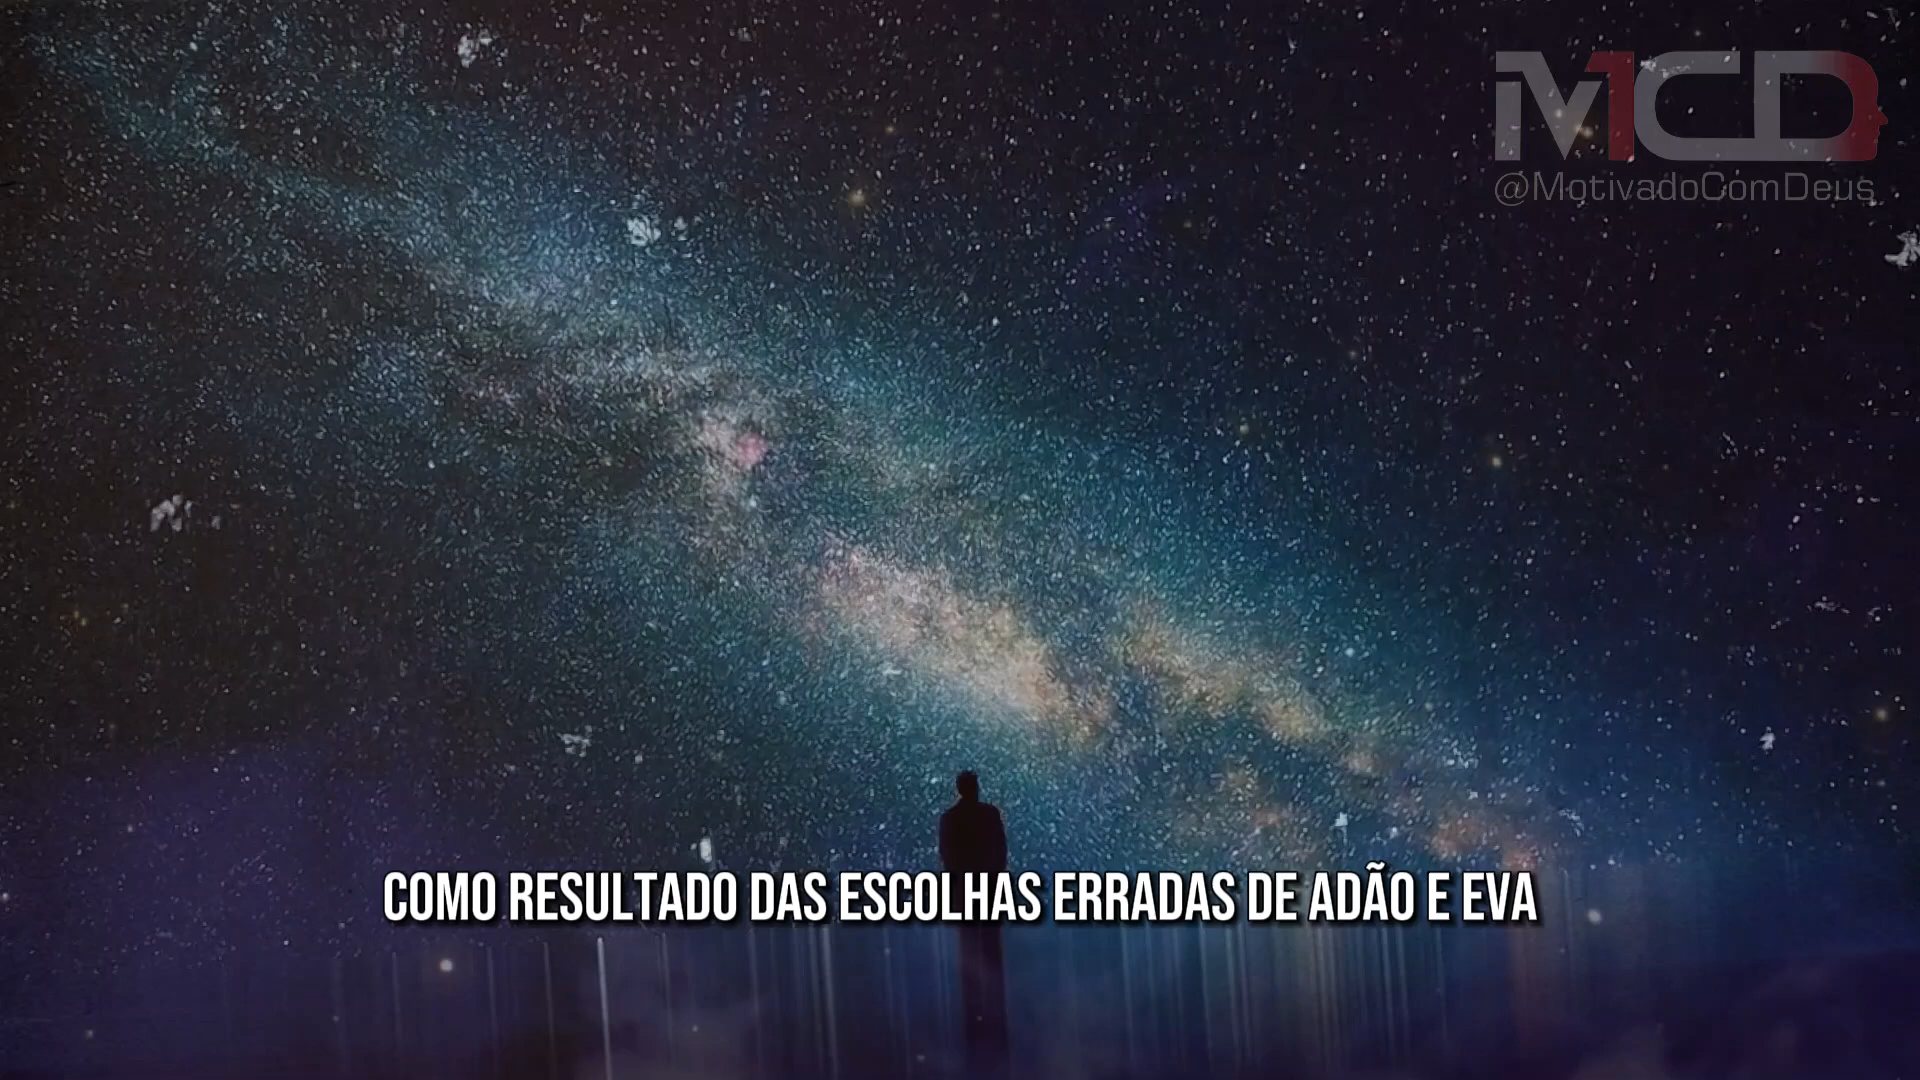 MCD
@MotivadoComDeus
COMO RESULTADO DAS ESCOLHAS ERRADAS DE ADÃO E EVA